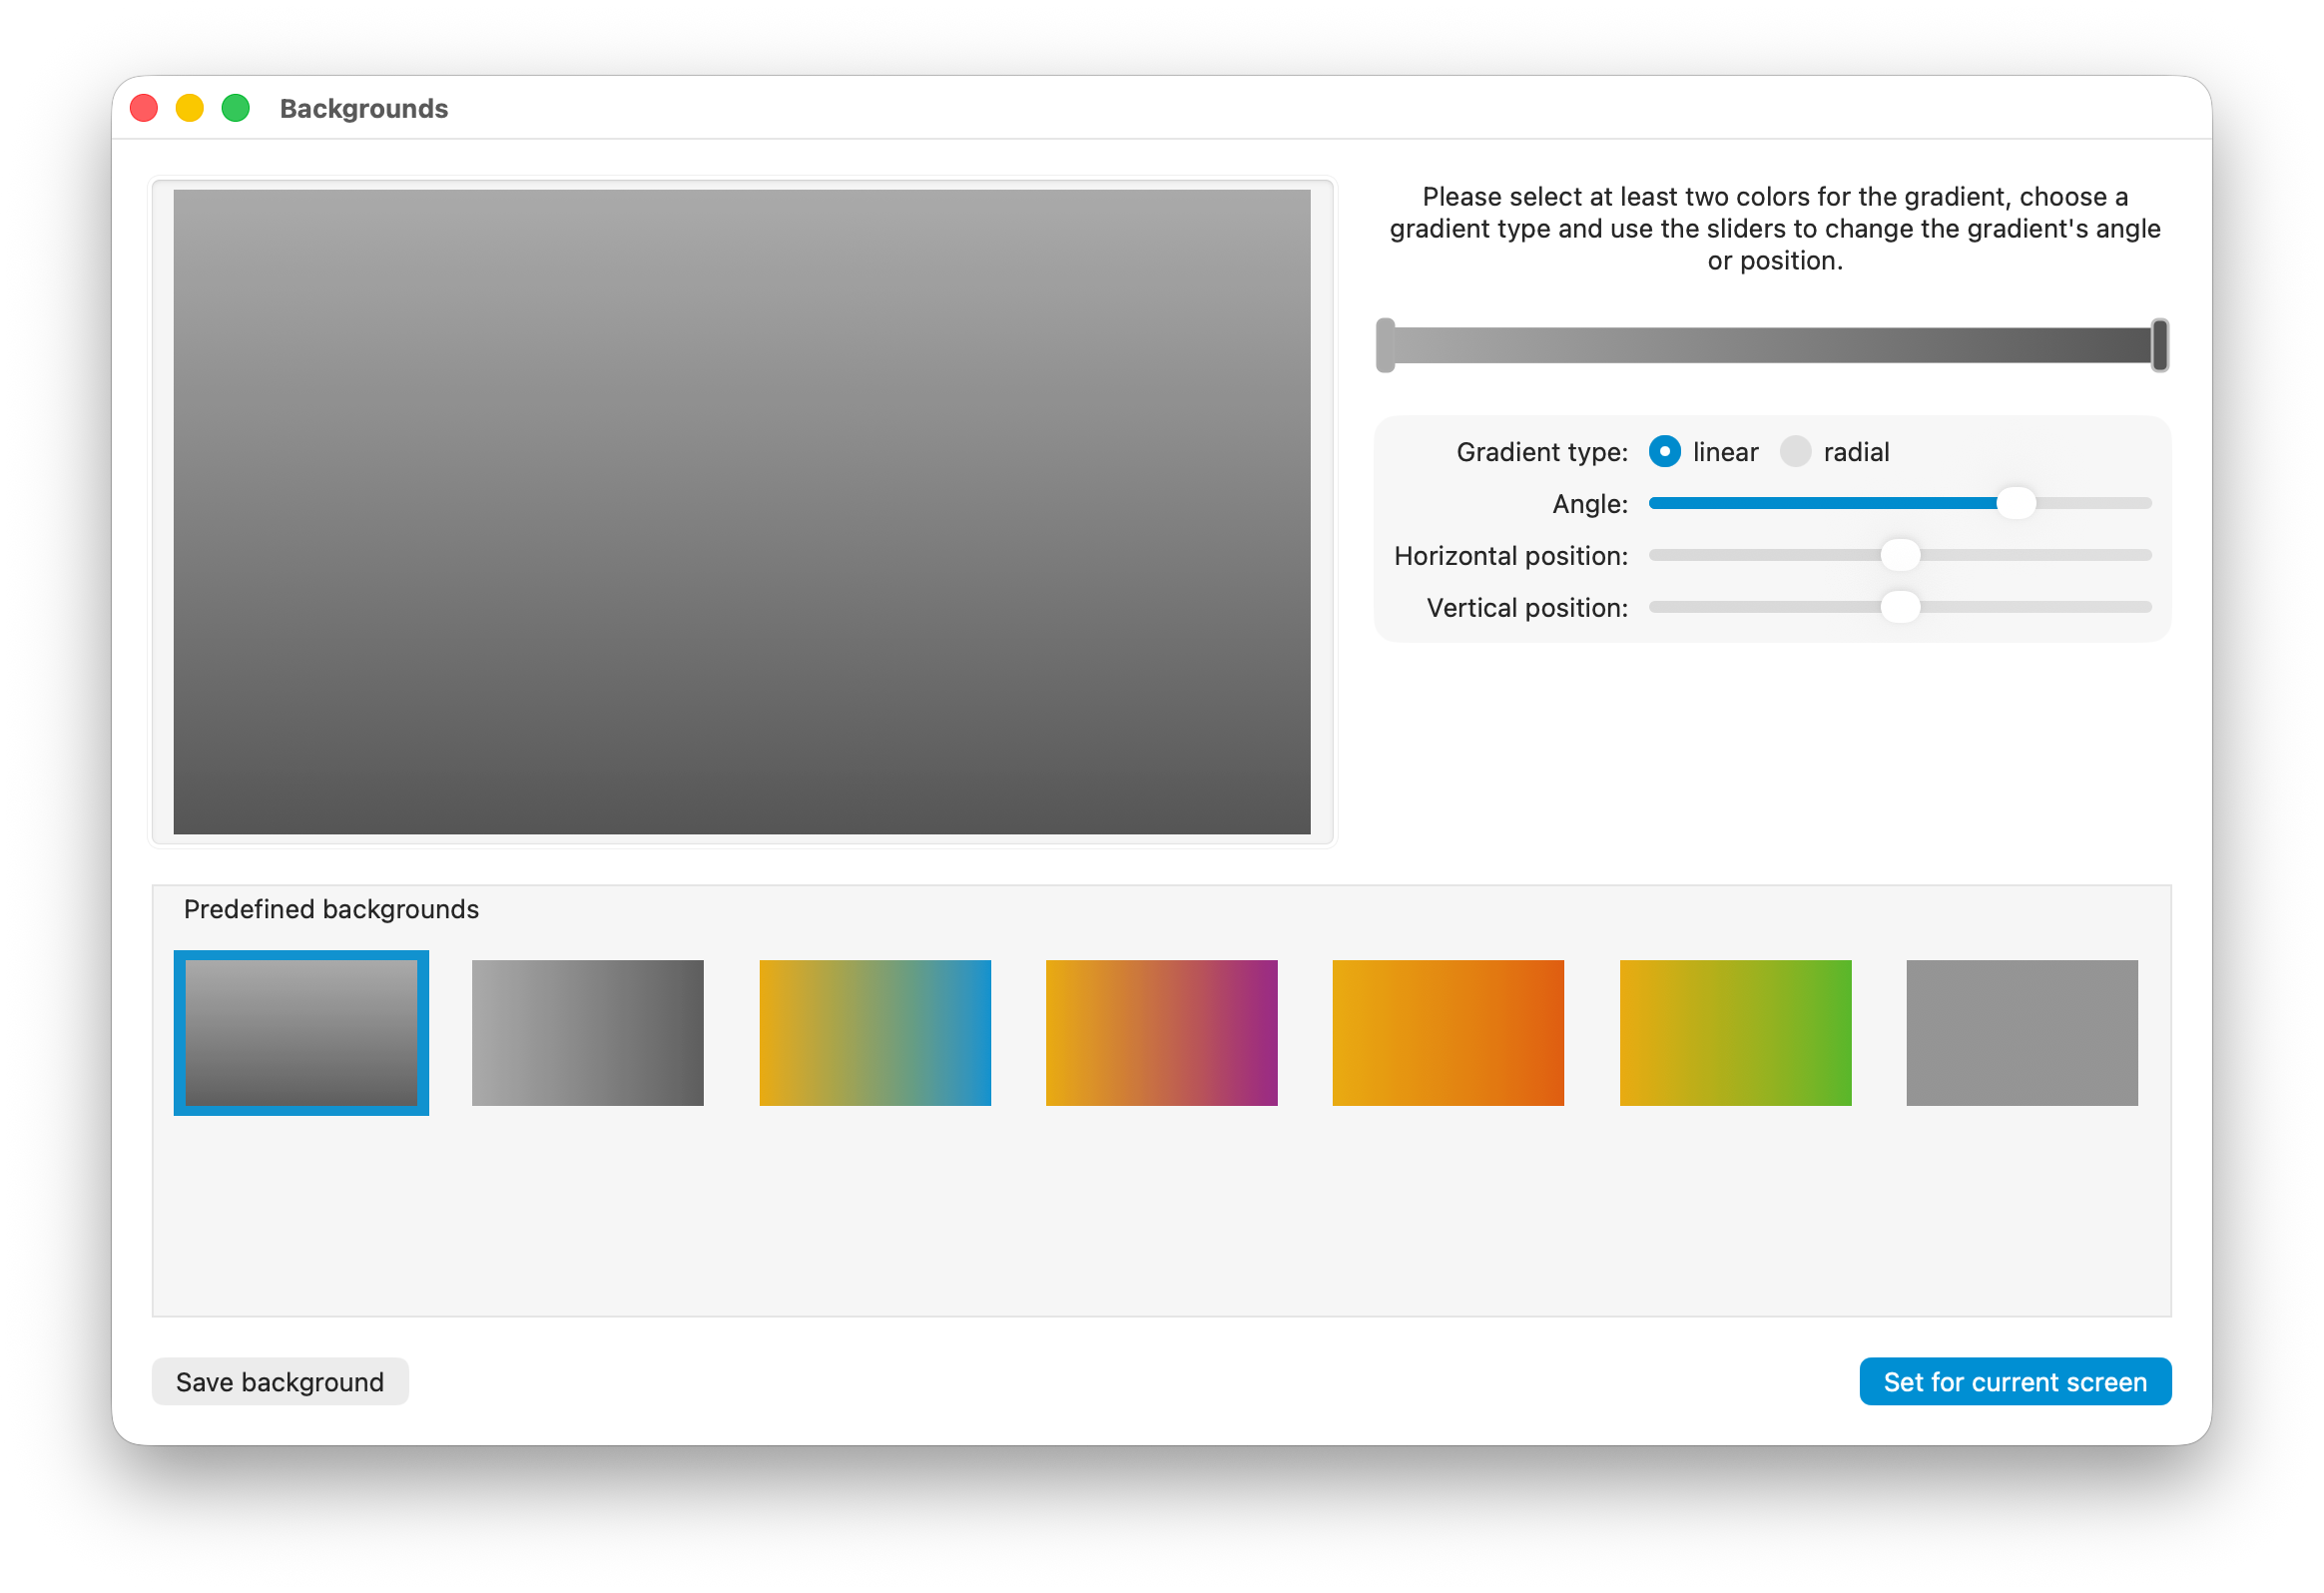 Backgrounds
Please select at least two colors for the gradient, choose a
gradient type and use the sliders to change the gradient's angle
or position.
Gradient type: linear radial
Angle:
Horizontal position:
Vertical position:
Predefined backgrounds
Save background
Set for current screen